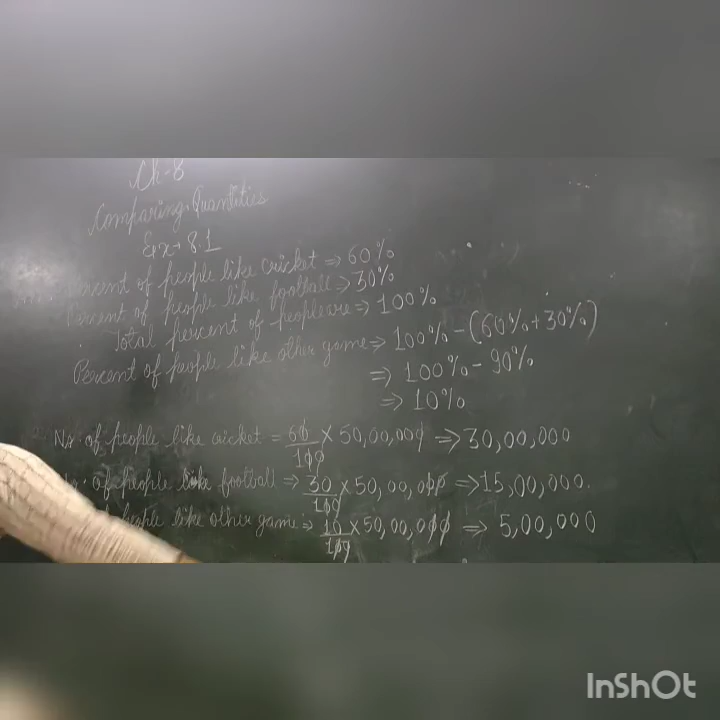 Ch-8
Comparing Quantities
Ex → 8.1
Percent of people like cricket ⇒ 60%
Percent of people like football ⇒ 30%
Total percent of people are ⇒ 100%
Percent of people like other game ⇒ 100% - (60% + 30%)
⇒ 100% - 90%
⇒ 10%
No. of people like cricket = 60/100 × 50,00,000 ⇒ 30,00,000
of people like football ⇒ 30/100 × 50,00,000 ⇒ 15,00,000.
people like other game ⇒ 10/100 × 50,00,000 ⇒ 5,00,000
InShOt